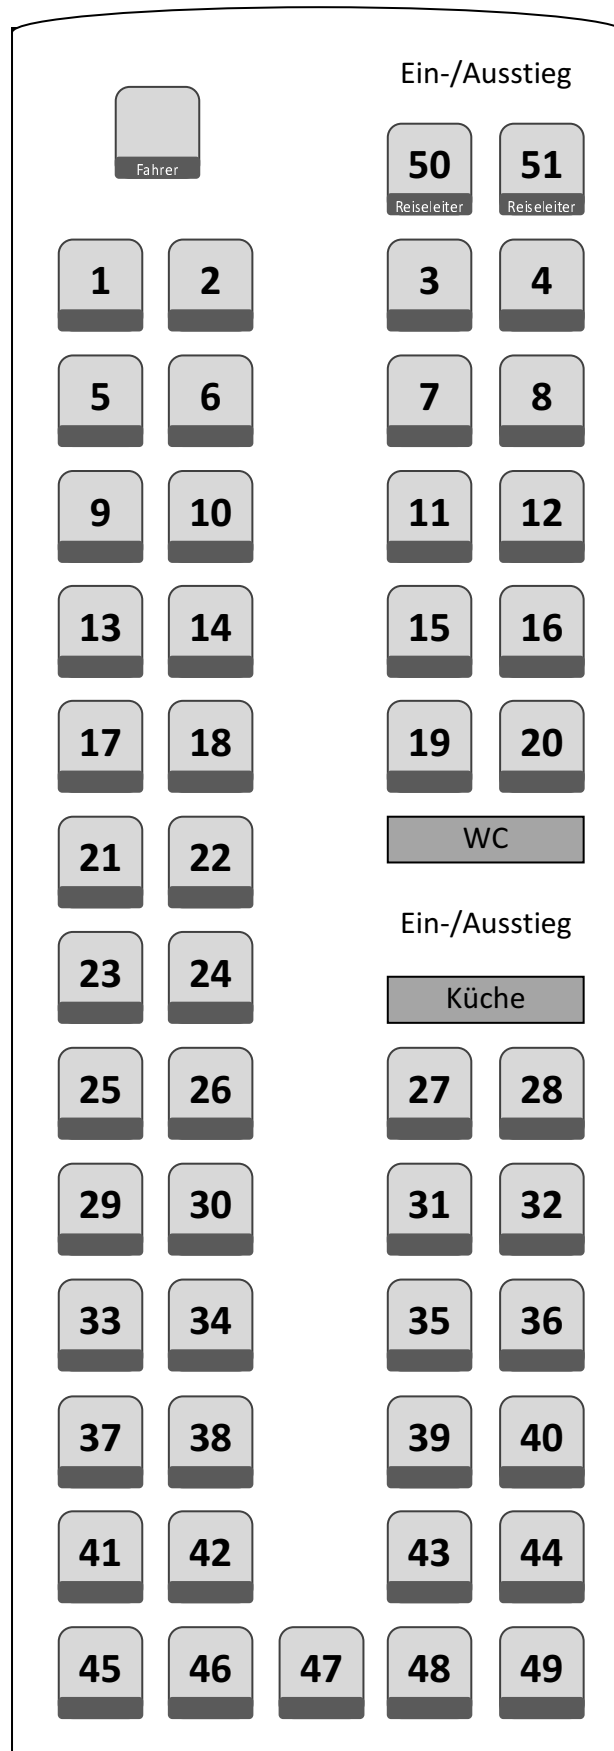 Ein-/Ausstieg
Fahrer
50 51
Reiseleiter Reiseleiter
1 2 3 4
5 6 7 8
9 10 11 12
13 14 15 16
17 18 19 20
WC
21 22
Ein-/Ausstieg
23 24
Küche
25 26 27 28
29 30 31 32
33 34 35 36
37 38 39 40
41 42 43 44
45 46 47 48 49